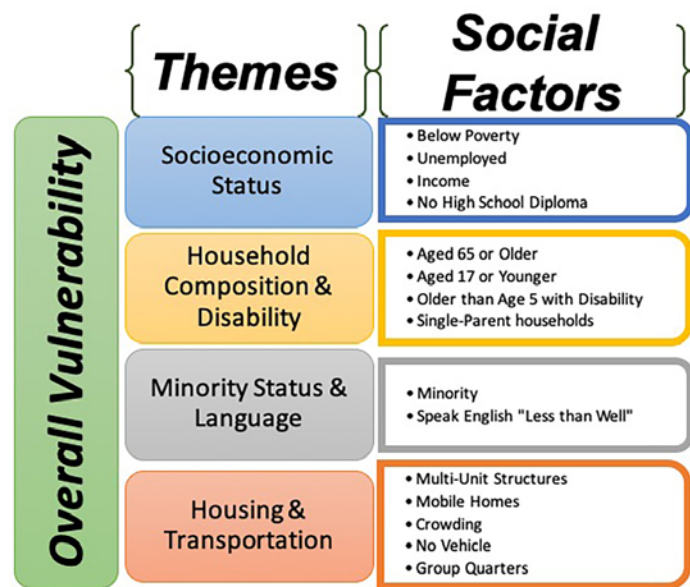 Themes
Social
Factors
Overall Vulnerability
Socioeconomic
Status
• Below Poverty
• Unemployed
• Income
• No High School Diploma
Household
Composition &
Disability
• Aged 65 or Older
• Aged 17 or Younger
• Older than Age 5 with Disability
• Single-Parent households
Minority Status &
Language
• Minority
• Speak English "Less than Well"
Housing &
Transportation
• Multi-Unit Structures
• Mobile Homes
• Crowding
• No Vehicle
• Group Quarters